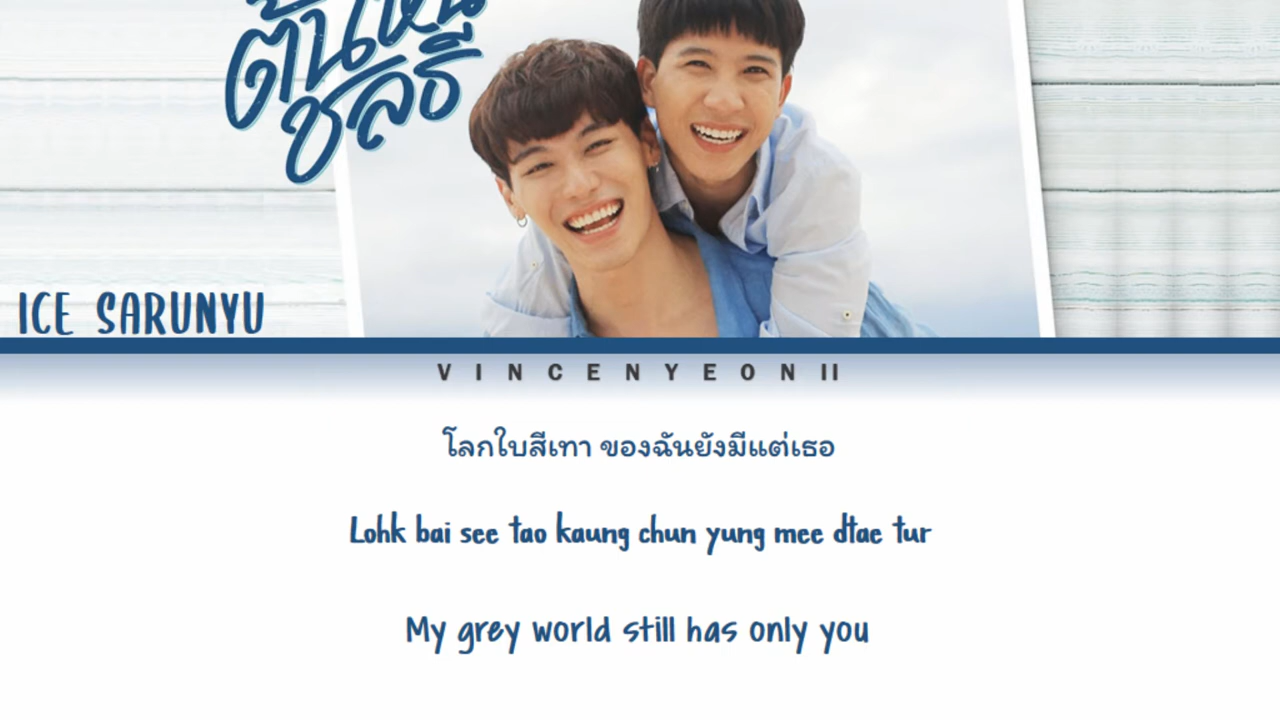 ต้นหน
ชลธี
ICE SARUNYU
VINCENYEON II
โลกใบสีเทา ของฉันยังมีแต่เธอ
Lohk bai see tao kaung chun yung mee dtae tur
My grey world still has only you